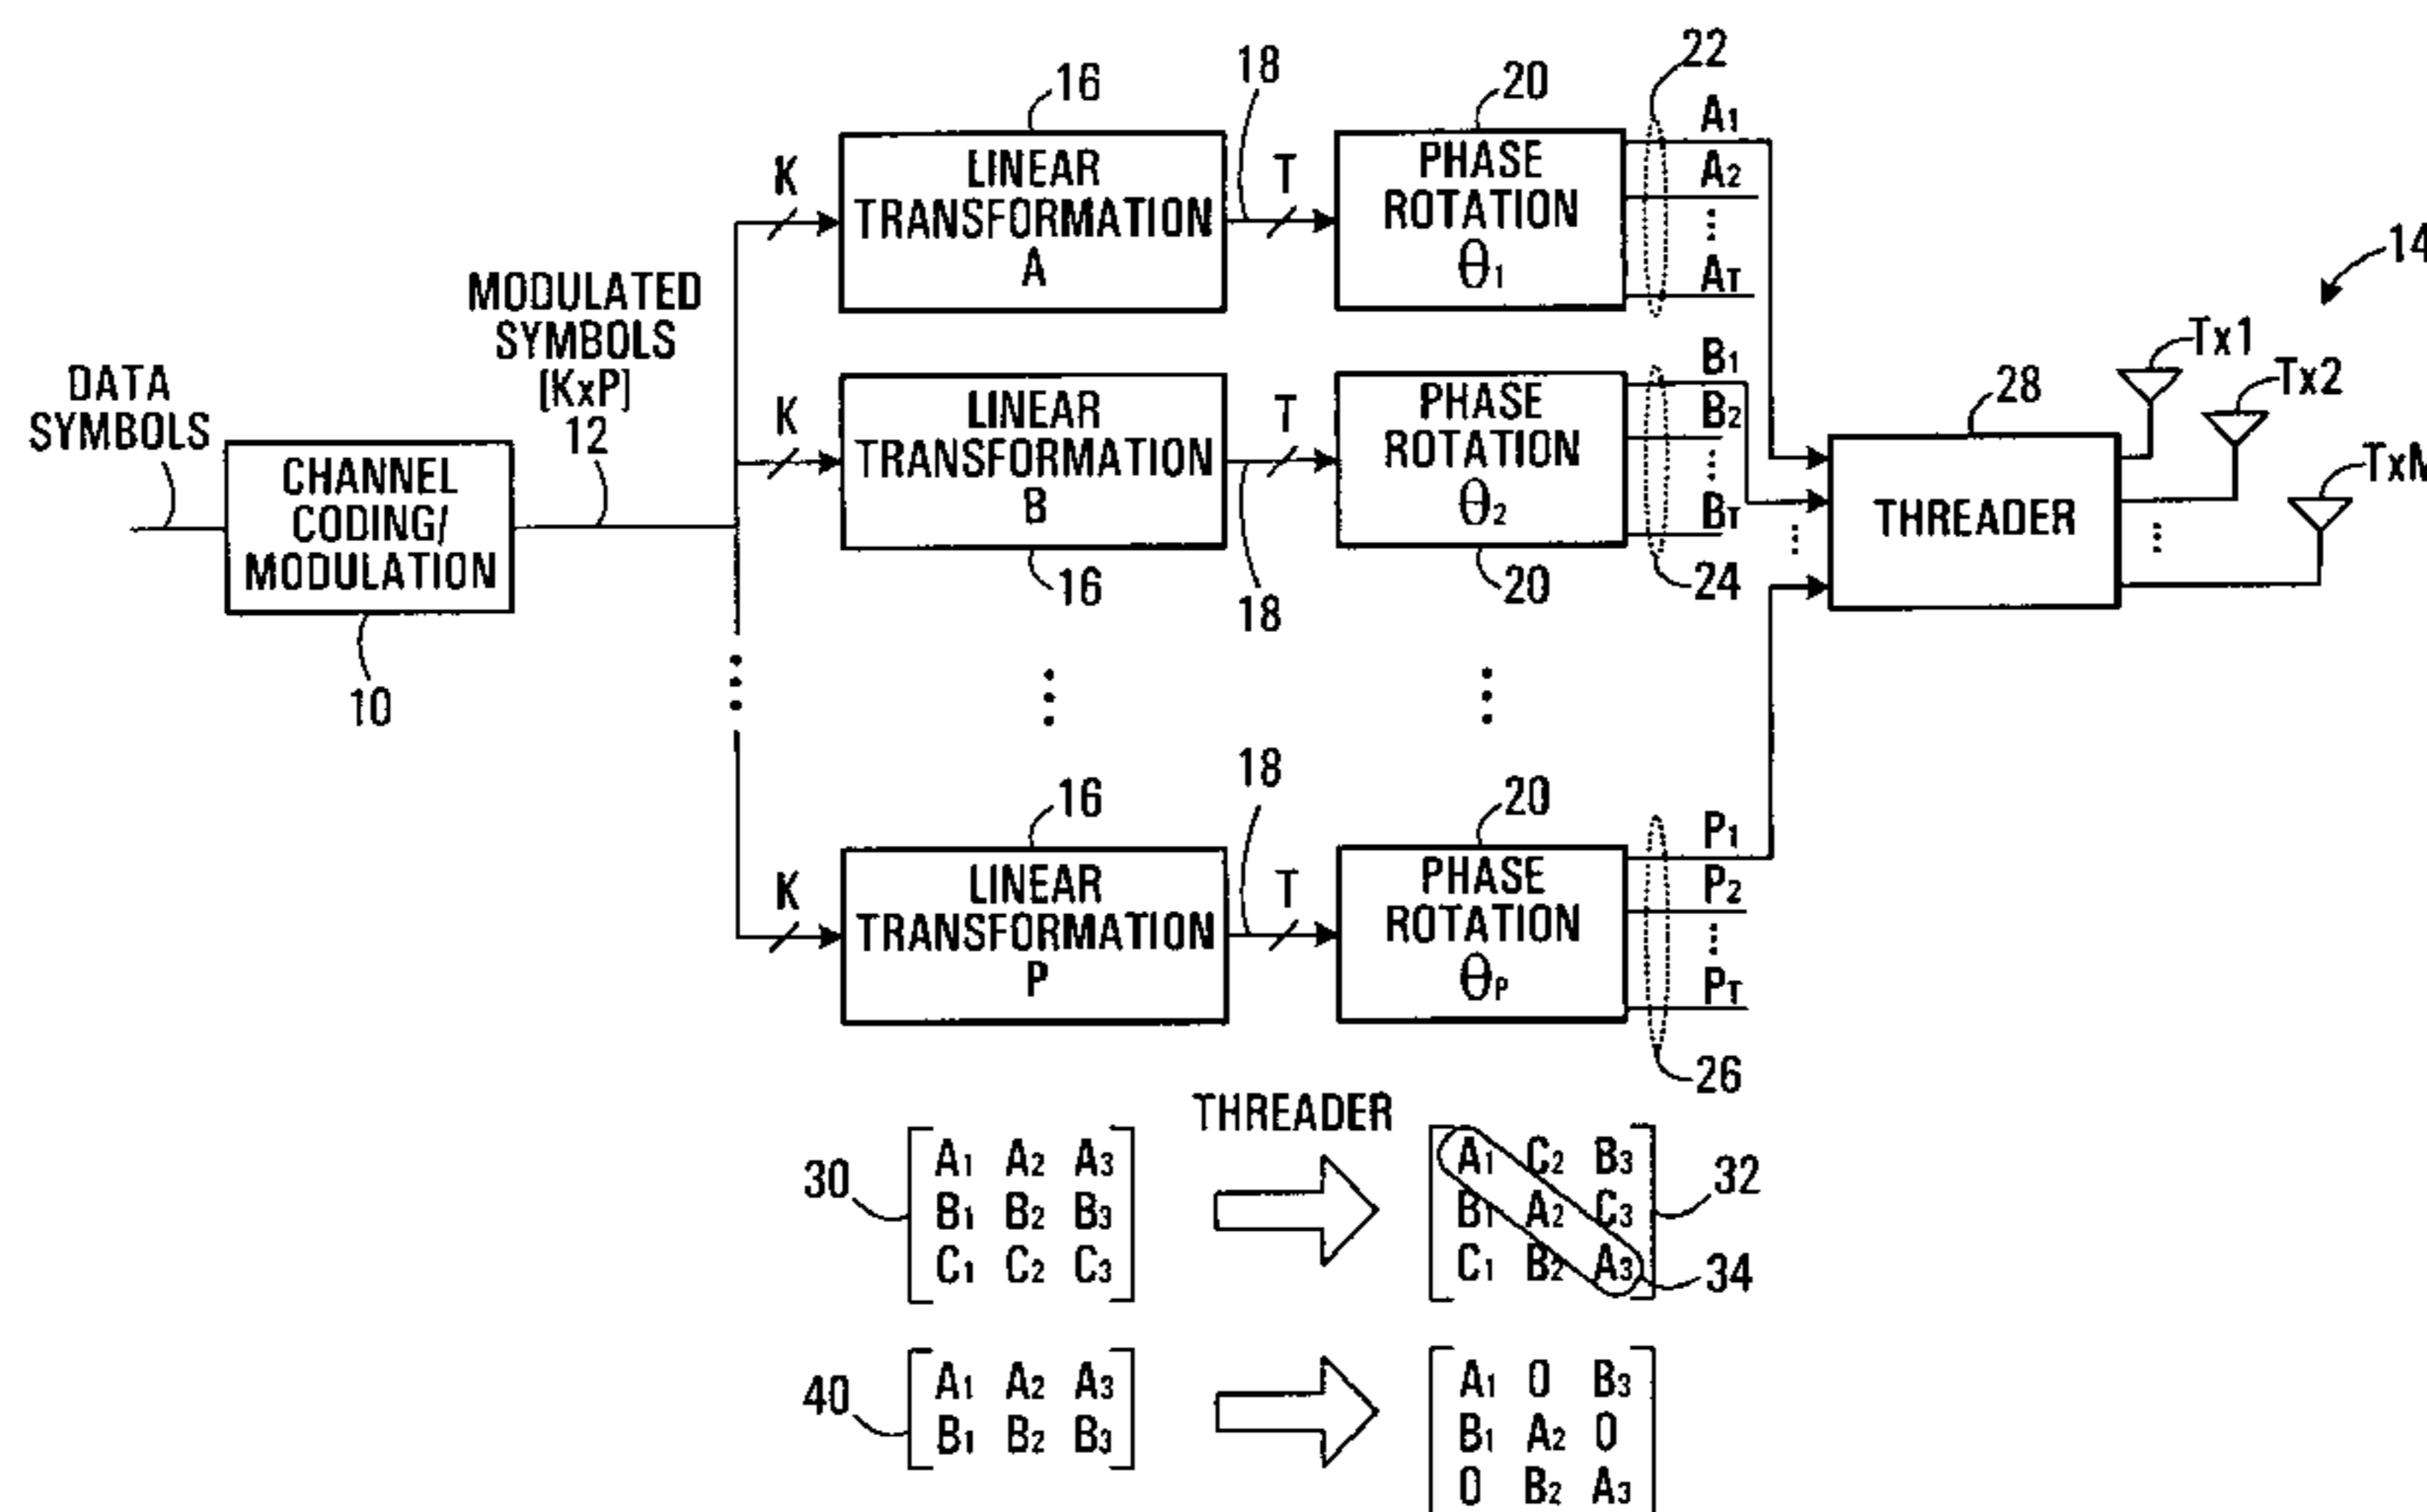 DATA
SYMBOLS
CHANNEL
CODING/
MODULATION
10
MODULATED
SYMBOLS
[KxP]
12
K
16
LINEAR
TRANSFORMATION
A
18
T
20
PHASE
ROTATION
θ1
22
A1
A2
⋮
AT
K
LINEAR
TRANSFORMATION
B
16
18
T
PHASE
ROTATION
θ2
20
B1
B2
⋮
BT
24
⋮
⋮
⋮
K
16
LINEAR
TRANSFORMATION
P
18
T
20
PHASE
ROTATION
θP
P1
P2
⋮
PT
26
⋮
28
THREADER
⋮
14
Tx1
Tx2
TxM
THREADER
30
A1 A2 A3
B1 B2 B3
C1 C2 C3
A1 C2 B3
B1 A2 C3
C1 B2 A3
32
34
40
A1 A2 A3
B1 B2 B3
A1 0 B3
B1 A2 0
0 B2 A3